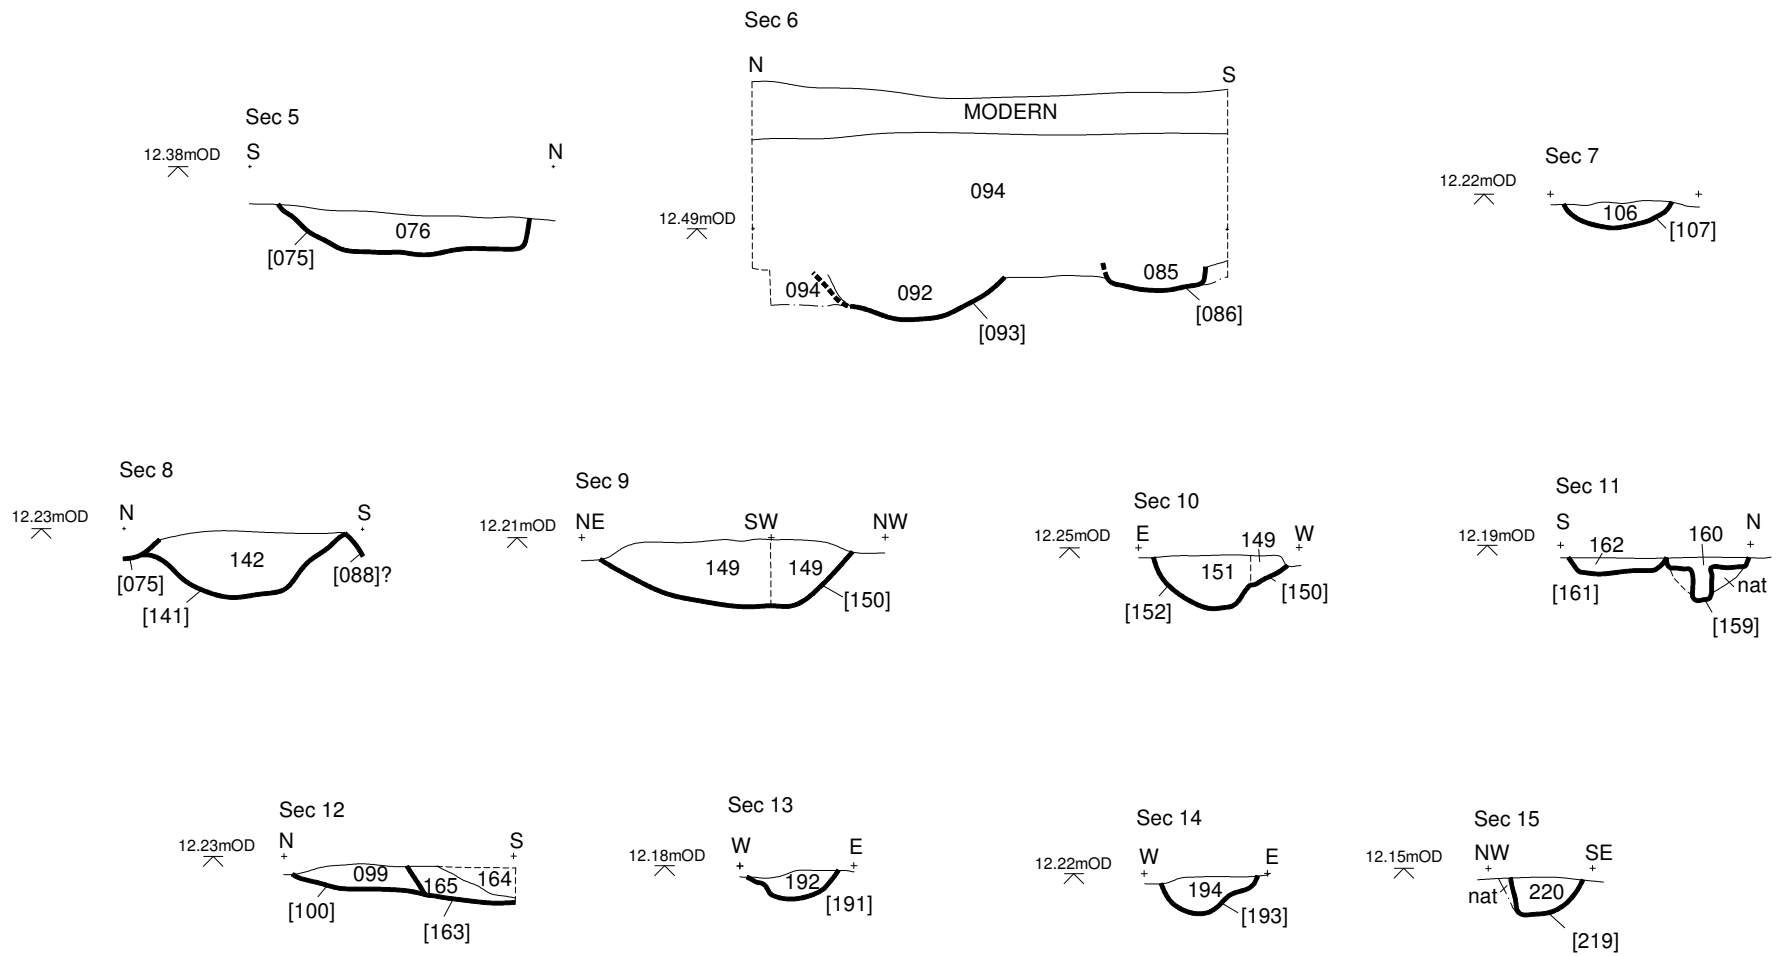 Sec 5
12.38mOD
S
N
076
[075]
Sec 6
N
S
MODERN
094
12.49mOD
094
092
085
[093]
[086]
Sec 7
12.22mOD
106
[107]
Sec 8
12.23mOD
N
S
142
[075]
[088]?
[141]
Sec 9
12.21mOD
NE
SW
NW
149
149
[150]
Sec 10
12.25mOD
E
149
W
151
[152]
[150]
Sec 11
12.19mOD
S
162
160
N
[161]
nat
[159]
Sec 12
12.23mOD
N
S
099
165
164
[100]
[163]
Sec 13
12.18mOD
W
E
192
[191]
Sec 14
12.22mOD
W
E
194
[193]
Sec 15
12.15mOD
NW
SE
nat
220
[219]